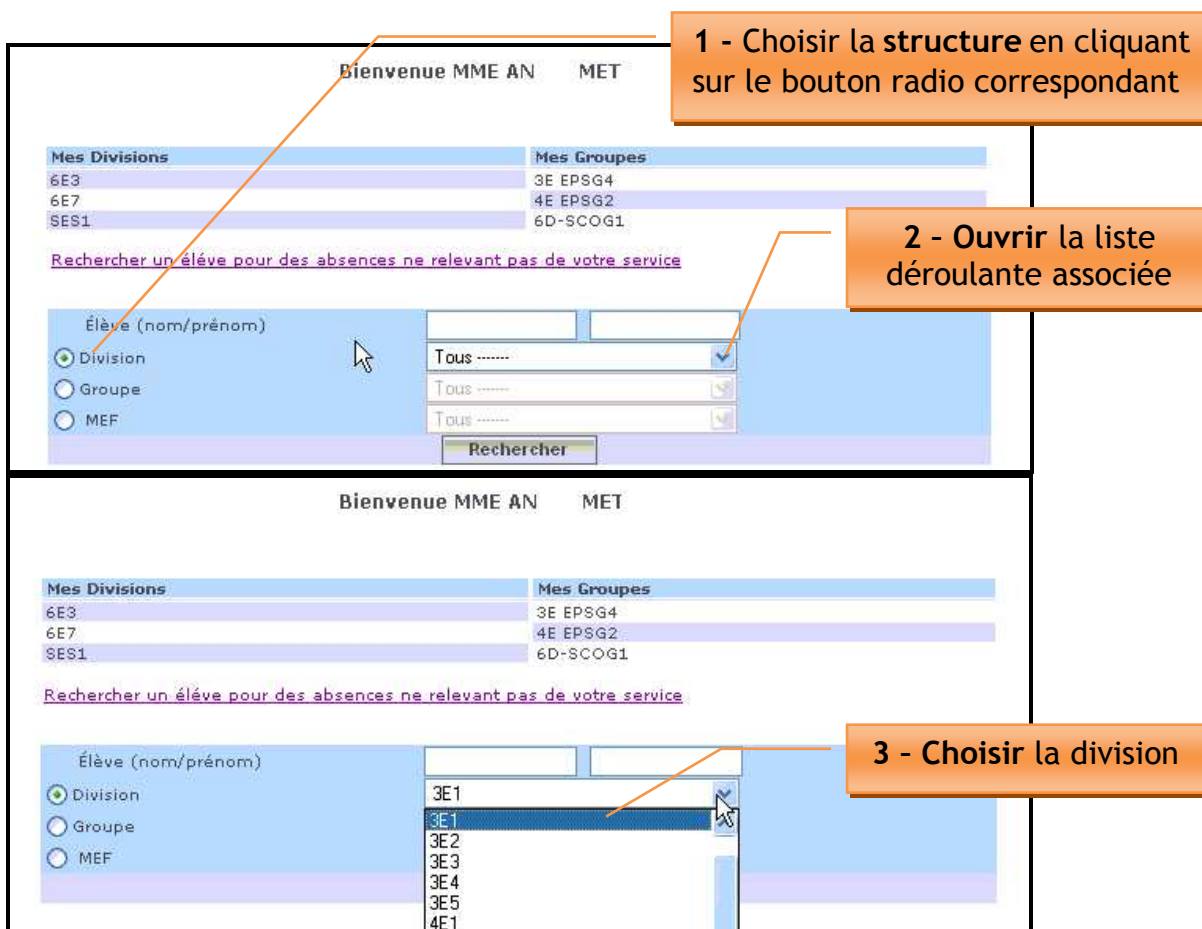 1 - Choisir la structure en cliquant
sur le bouton radio correspondant
Bienvenue MME AN MET
Mes Divisions Mes Groupes
6E3 3E EPSG4
6E7 4E EPSG2
SES1 6D-SCOG1
2 – Ouvrir la liste
déroulante associée
Rechercher un éléve pour des absences ne relevant pas de votre service
Élève (nom/prénom)
Division Tous -------
Groupe Tous -------
MEF Tous -------
Rechercher
Bienvenue MME AN MET
Mes Divisions Mes Groupes
6E3 3E EPSG4
6E7 4E EPSG2
SES1 6D-SCOG1
Rechercher un éléve pour des absences ne relevant pas de votre service
3 – Choisir la division
Élève (nom/prénom)
Division 3E1
Groupe 3E1
3E2
MEF 3E3
3E4
3E5
4E1